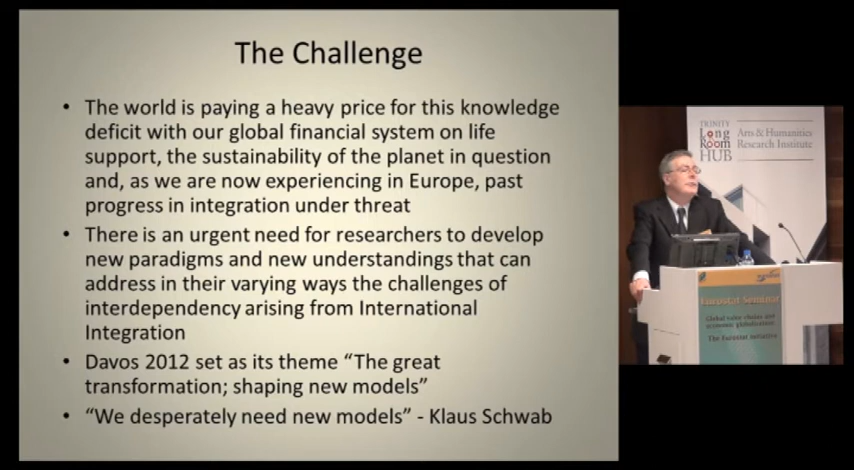 The Challenge
• The world is paying a heavy price for this knowledge
deficit with our global financial system on life
support, the sustainability of the planet in question
and, as we are now experiencing in Europe, past
progress in integration under threat
• There is an urgent need for researchers to develop
new paradigms and new understandings that can
address in their varying ways the challenges of
interdependency arising from International
Integration
• Davos 2012 set as its theme “The great
transformation; shaping new models”
• “We desperately need new models” - Klaus Schwab
TRINITY
Long
Room
HUB
Arts & Humanities
Research Institute
Eurostat Seminar
Global value chains and
economic globalisation:
The Eurostat initiative